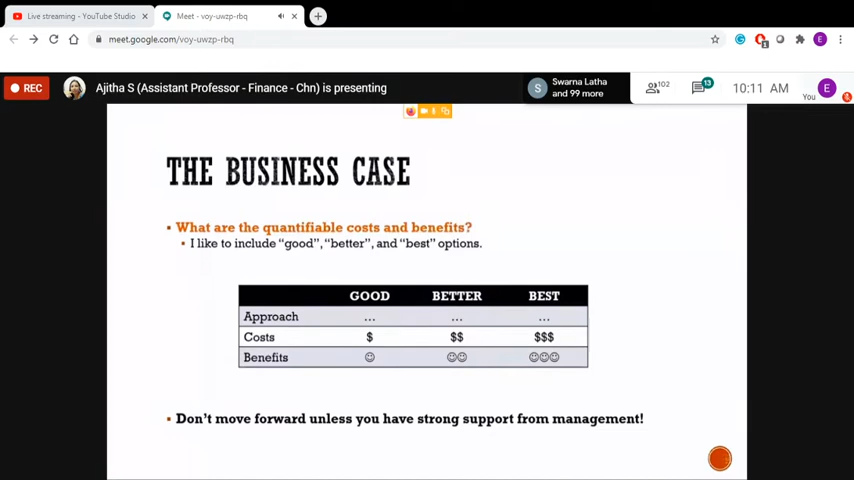 Live streaming - YouTube Studio
Meet - voy-uwzp-rbq
meet.google.com/voy-uwzp-rbq
E
1
REC
Ajitha S (Assistant Professor - Finance - Chn) is presenting
S
Swarna Latha
and 99 more
102
13
10:11 AM
E
You
THE BUSINESS CASE
• What are the quantifiable costs and benefits?
• I like to include “good”, “better”, and “best” options.
GOOD BETTER BEST
Approach ... ... ...
Costs $ $$ $$$
Benefits ☺ ☺☺ ☺☺☺
• Don’t move forward unless you have strong support from management!